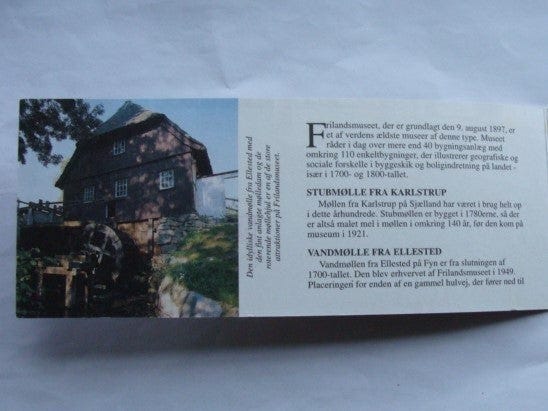 Den idylliske vandmølle fra Ellested med
den fint anlagte mølledam og de
roterende møllehjul er en af de store
attraktioner på Frilandsmuseet.
Frilandsmuseet, der er grundlagt den 9. august 1897, er
et af verdens ældste museer af denne type. Museet
råder i dag over mere end 40 bygningsanlæg med
omkring 110 enkeltbygninger, der illustrerer geografiske og
sociale forskelle i byggeskik og boligindretning på landet -
især i 1700- og 1800-tallet.
STUBMØLLE FRA KARLSTRUP
Møllen fra Karlstrup på Sjælland har været i brug helt op
i dette århundrede. Stubmøllen er bygget i 1780erne, så der
er altså malet mel i møllen i omkring 140 år, før den kom på
museum i 1921.
VANDMØLLE FRA ELLESTED
Vandmøllen fra Ellested på Fyn er fra slutningen af
1700-tallet. Den blev erhvervet af Frilandsmuseet i 1949.
Placeringen for enden af en gammel hulvej, der fører ned til